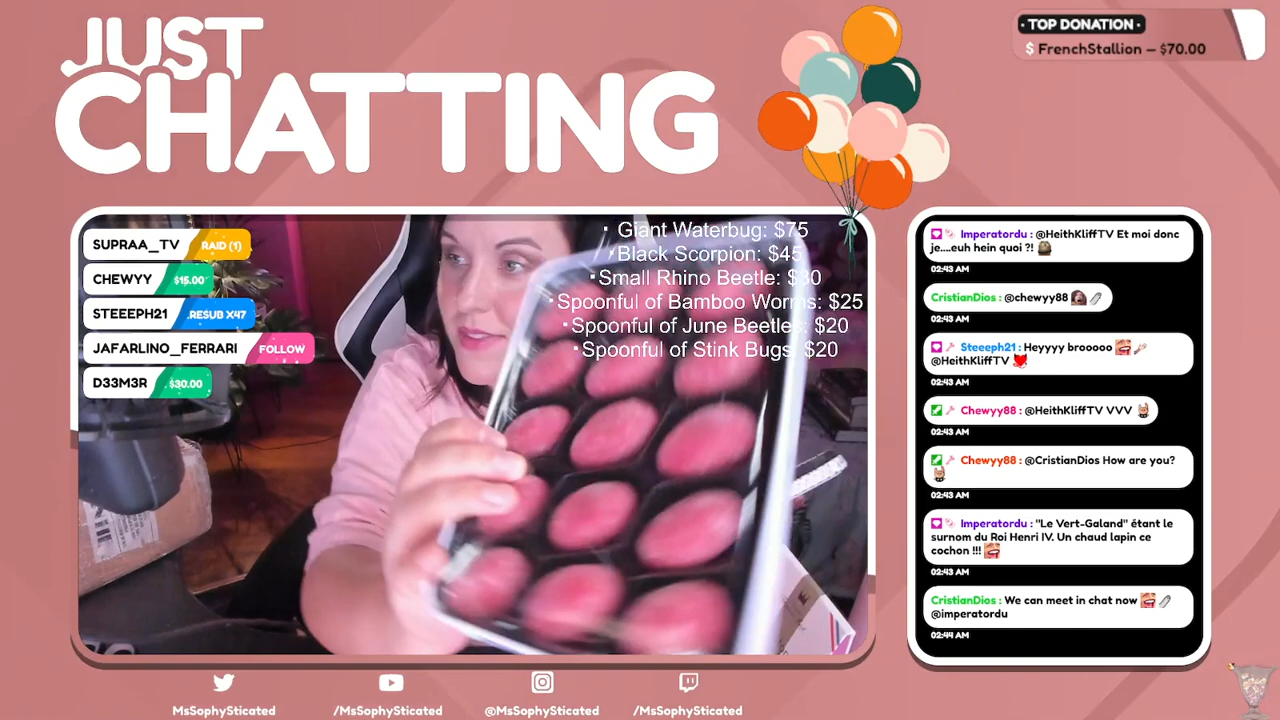 JUST
CHATTING
· TOP DONATION ·
$ FrenchStallion – $70.00
SUPRAA_TV RAID (1)
CHEWYY $15.00
STEEEPH21 RESUB X47
JAFARLINO_FERRARI FOLLOW
D33M3R $30.00
· Giant Waterbug: $75
· Black Scorpion: $45
· Small Rhino Beetle: $30
· Spoonful of Bamboo Worms: $25
· Spoonful of June Beetles: $20
· Spoonful of Stink Bugs: $20
Imperatordu : @HeithKliffTV Et moi donc
je....euh hein quoi ?!
02:43 AM
CristianDios : @chewyy88
02:43 AM
Steeeph21 : Heyyyy brooooo
@HeithKliffTV
02:43 AM
Chewyy88 : @HeithKliffTV VVV
02:43 AM
Chewyy88 : @CristianDios How are you?
02:43 AM
Imperatordu : "Le Vert-Galand" étant le
surnom du Roi Henri IV. Un chaud lapin ce
cochon !!!
02:43 AM
CristianDios : We can meet in chat now
@imperatordu
02:44 AM
MsSophySticated
/MsSophySticated
@MsSophySticated
/MsSophySticated